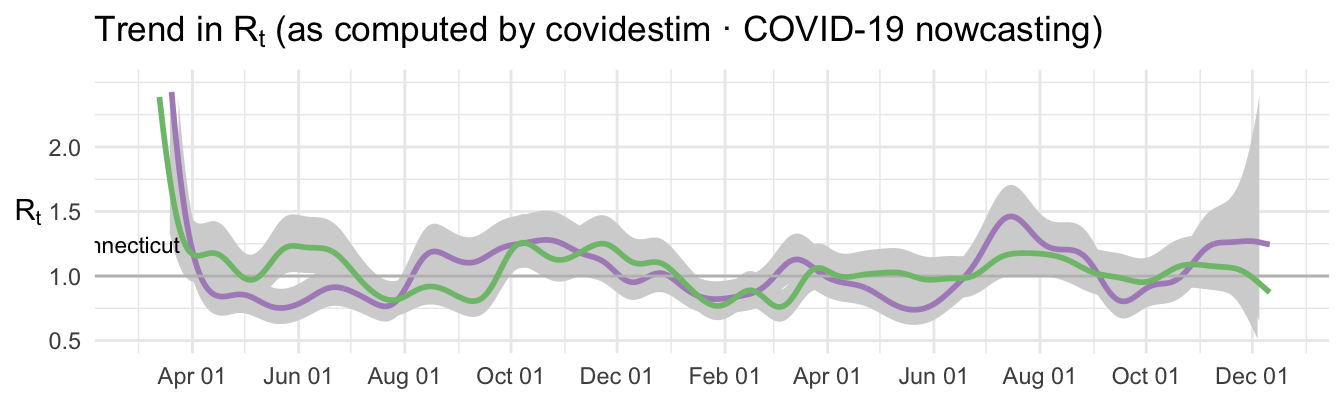 Trend in Rt (as computed by covidestim · COVID-19 nowcasting)
2.0
Rt 1.5
nnecticut
1.0
0.5
Apr 01 Jun 01 Aug 01 Oct 01 Dec 01 Feb 01 Apr 01 Jun 01 Aug 01 Oct 01 Dec 01